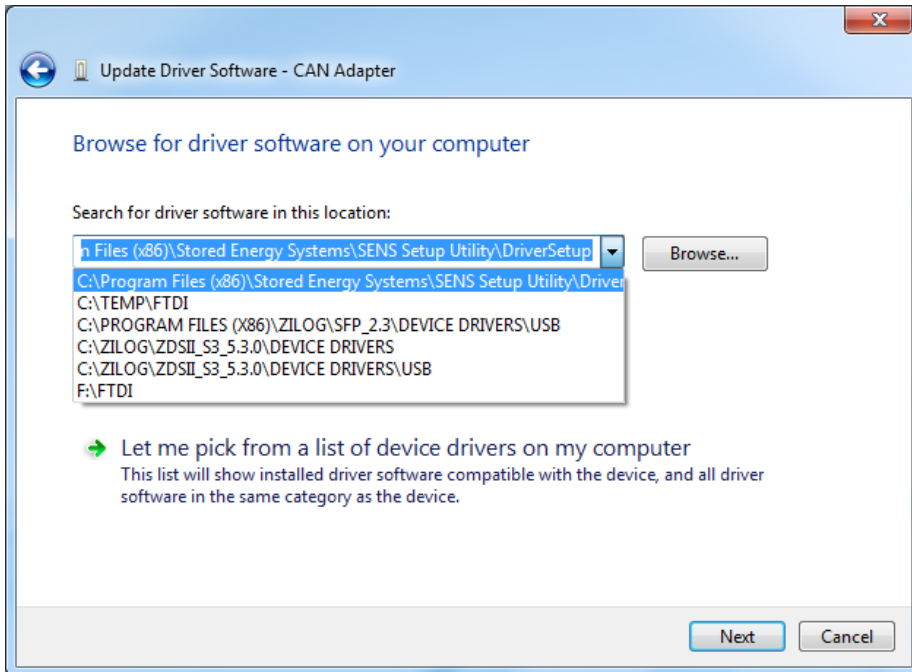 Update Driver Software - CAN Adapter
Browse for driver software on your computer
Search for driver software in this location:
n Files (x86)\Stored Energy Systems\SENS Setup Utility\DriverSetup
Browse...
C:\Program Files (x86)\Stored Energy Systems\SENS Setup Utility\Driver
C:\TEMP\FTDI
C:\PROGRAM FILES (X86)\ZILOG\SFP_2.3\DEVICE DRIVERS\USB
C:\ZILOG\ZDSII_S3_5.3.0\DEVICE DRIVERS
C:\ZILOG\ZDSII_S3_5.3.0\DEVICE DRIVERS\USB
F:\FTDI
Let me pick from a list of device drivers on my computer
This list will show installed driver software compatible with the device, and all driver
software in the same category as the device.
Next
Cancel